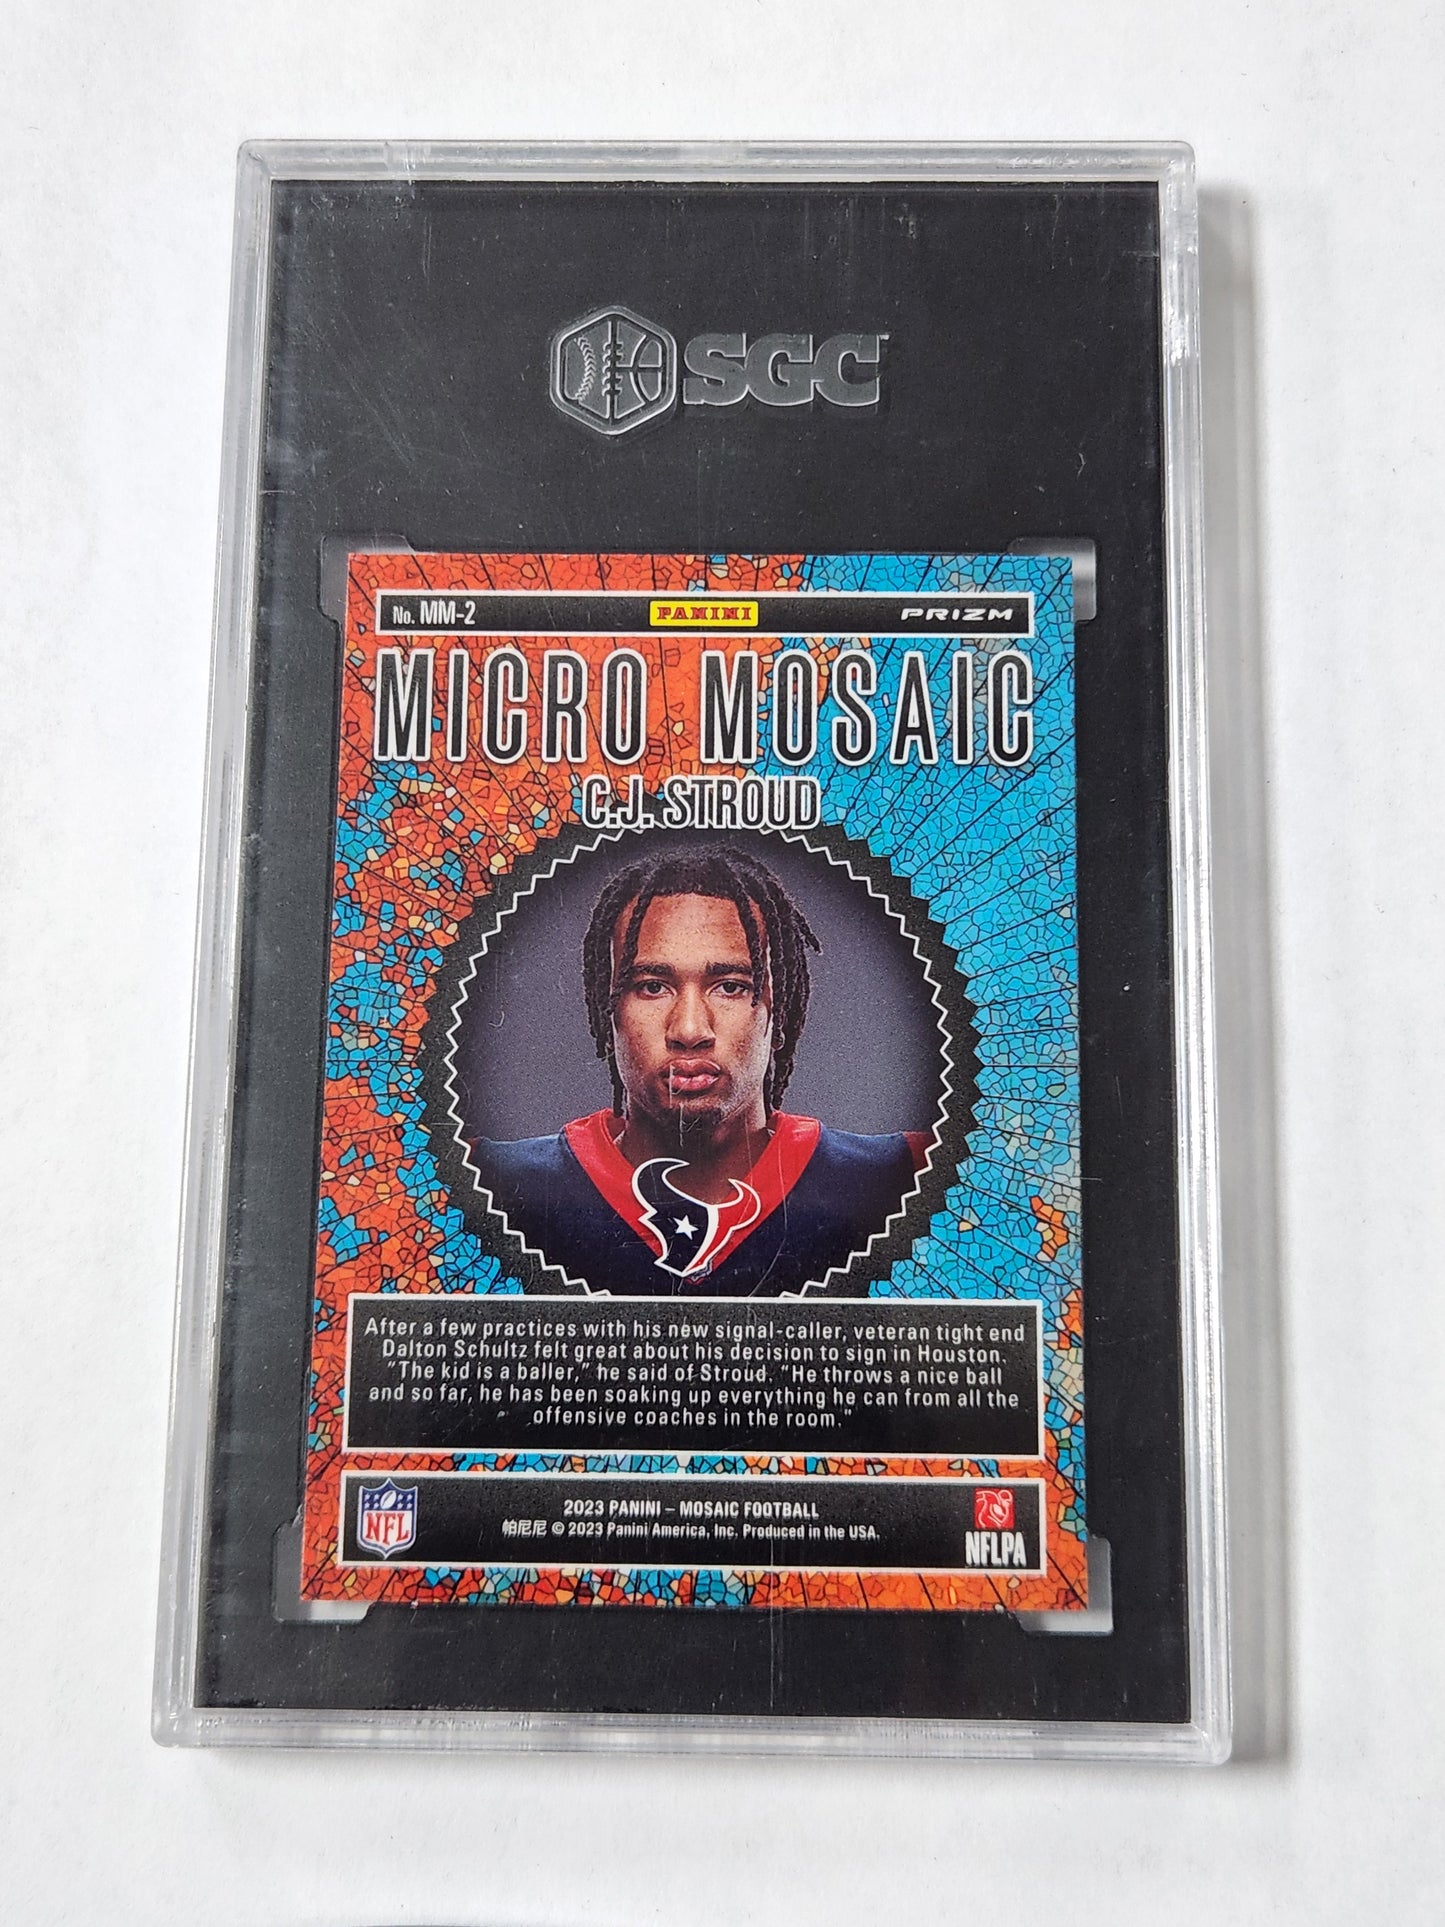 SGC
No. MM-2 PANINI PRIZM
MICRO MOSAIC
C.J. STROUD
After a few practices with his new signal-caller, veteran tight end
Dalton Schultz felt great about his decision to sign in Houston.
"The kid is a baller," he said of Stroud. "He throws a nice ball
and so far, he has been soaking up everything he can from all the
offensive coaches in the room."
NFL
2023 PANINI – MOSAIC FOOTBALL
帕尼尼 © 2023 Panini America, Inc. Produced in the USA.
NFLPA